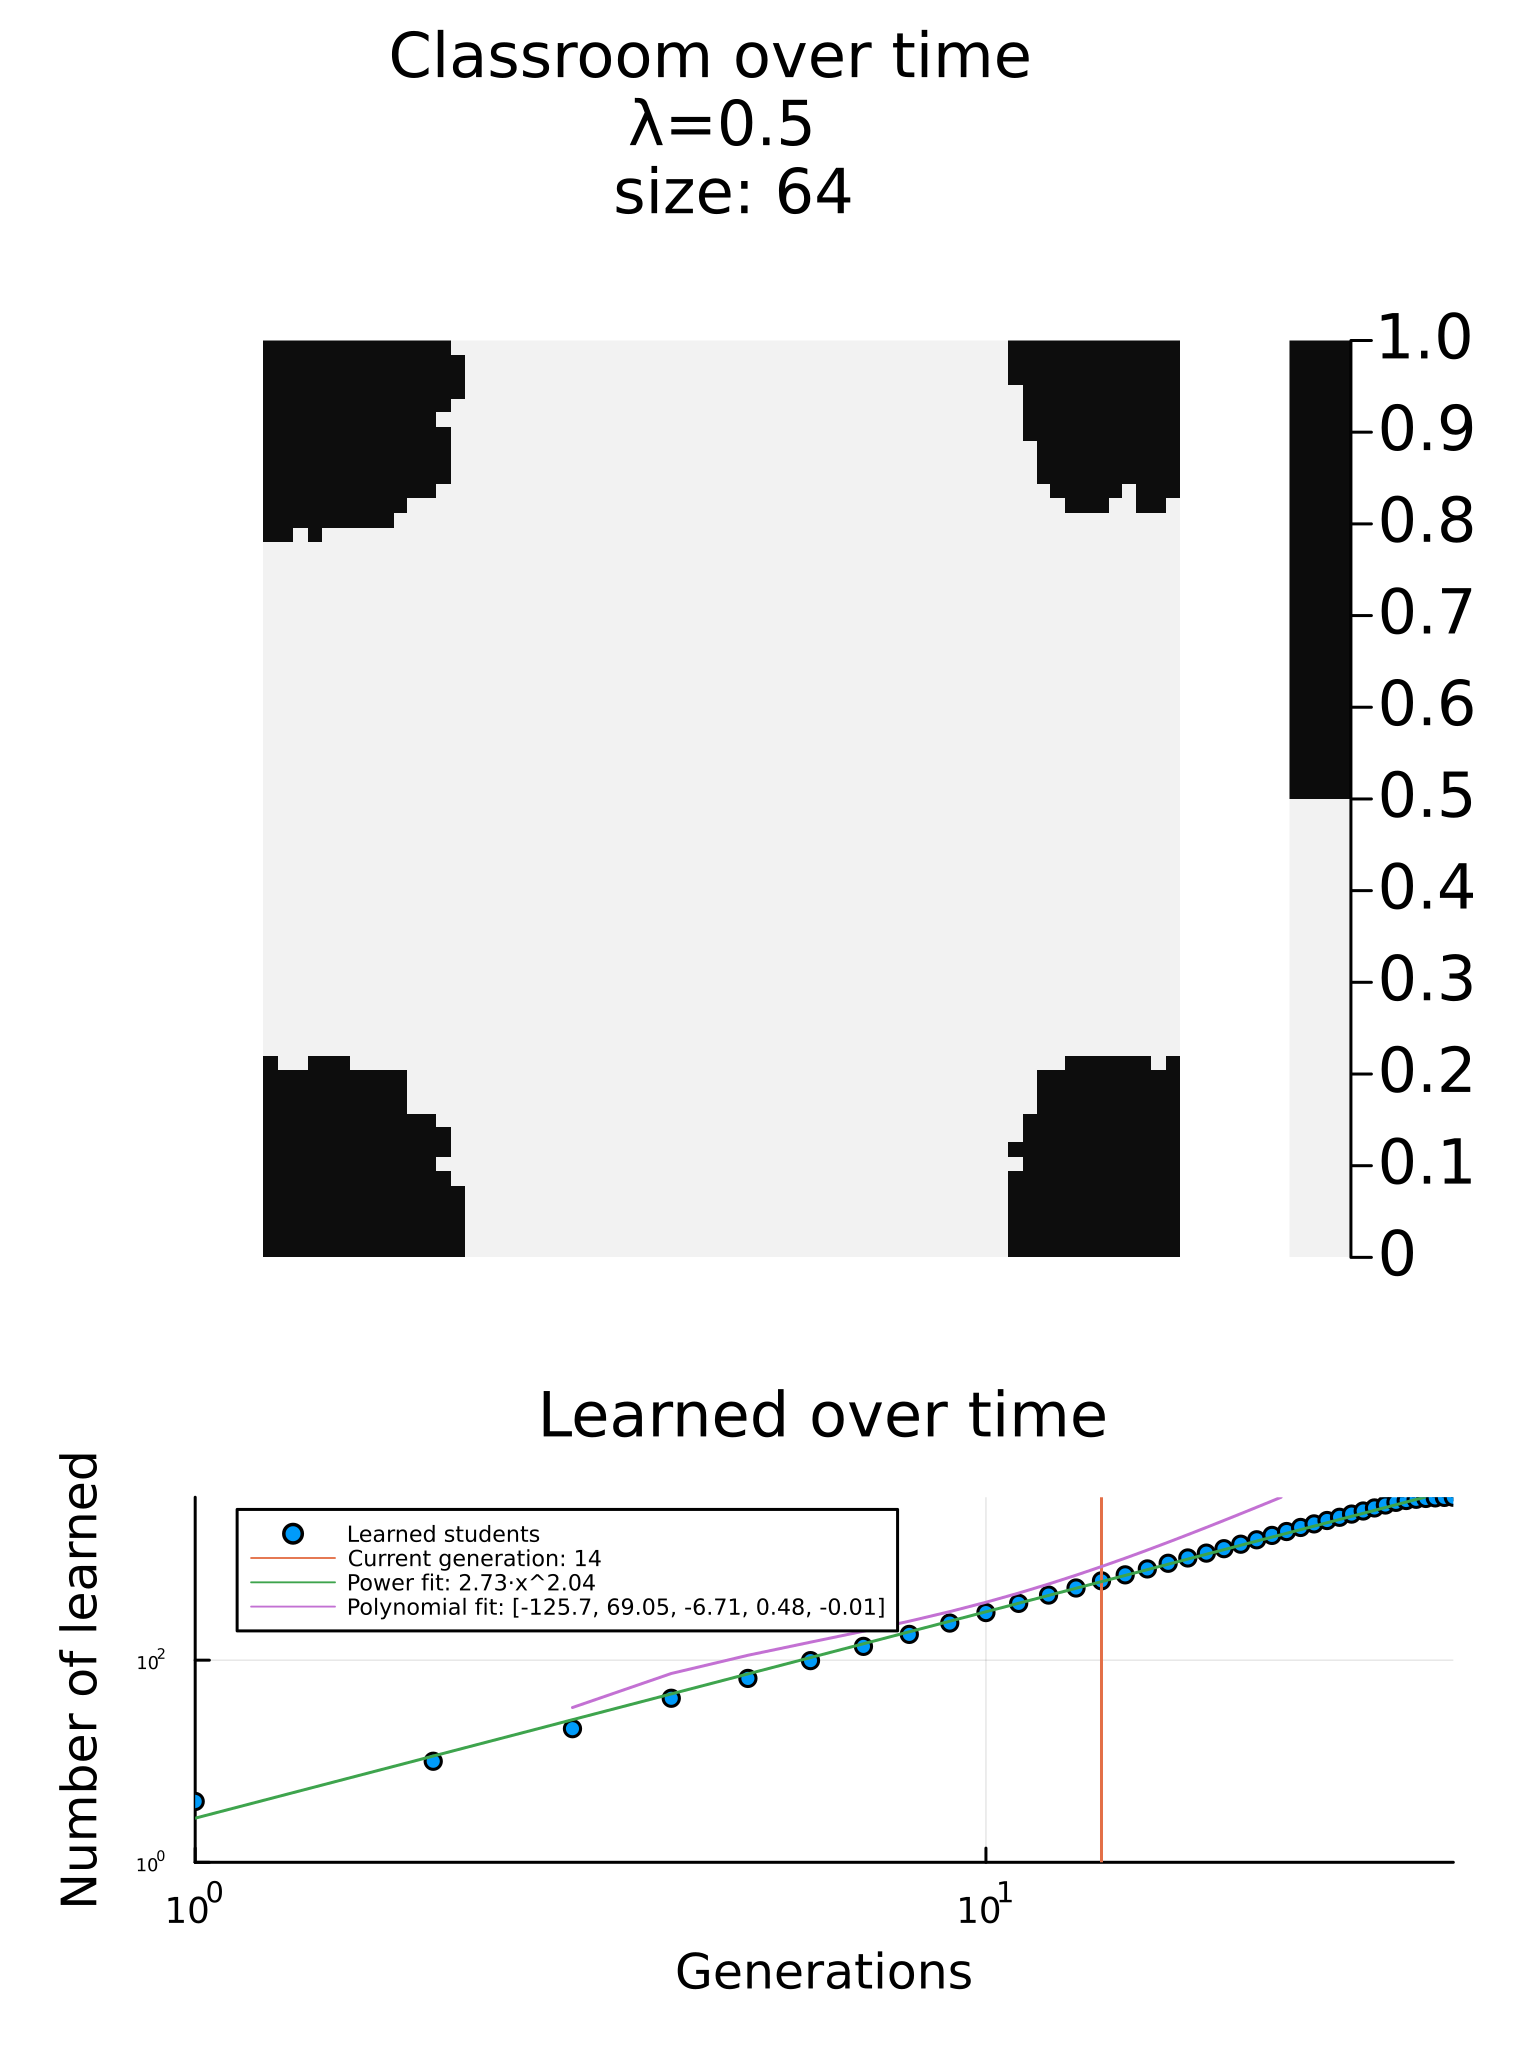 Classroom over time
λ=0.5
size: 64
1.0
0.9
0.8
0.7
0.6
0.5
0.4
0.3
0.2
0.1
0
Learned over time
Number of learned
Learned students
Current generation: 14
Power fit: 2.73·x^2.04
Polynomial fit: [-125.7, 69.05, -6.71, 0.48, -0.01]
10²
10⁰
10⁰ 10¹
Generations